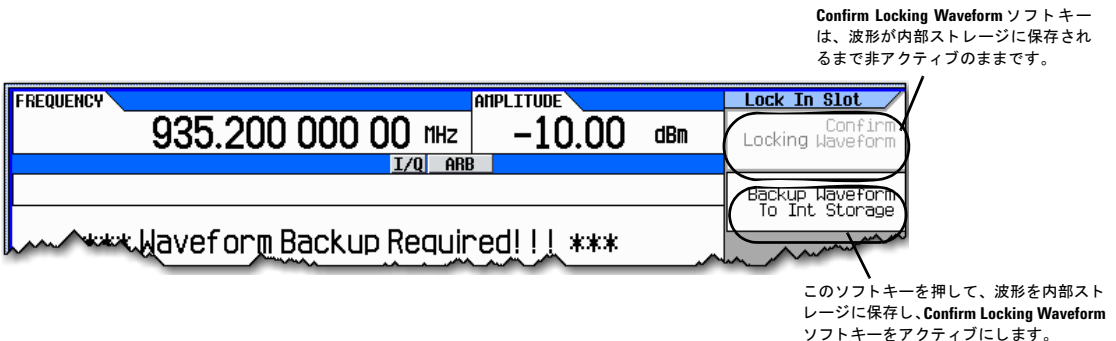 Confirm Locking Waveform ソフトキー
は、波形が内部ストレージに保存され
るまで非アクティブのままです。
FREQUENCY
AMPLITUDE
Lock In Slot
935.200 000 00 MHz
-10.00 dBm
Confirm
Locking Waveform
I/Q ARB
Backup Waveform
To Int Storage
*** Waveform Backup Required!!! ***
このソフトキーを押して、波形を内部スト
レージに保存し、Confirm Locking Waveform
ソフトキーをアクティブにします。